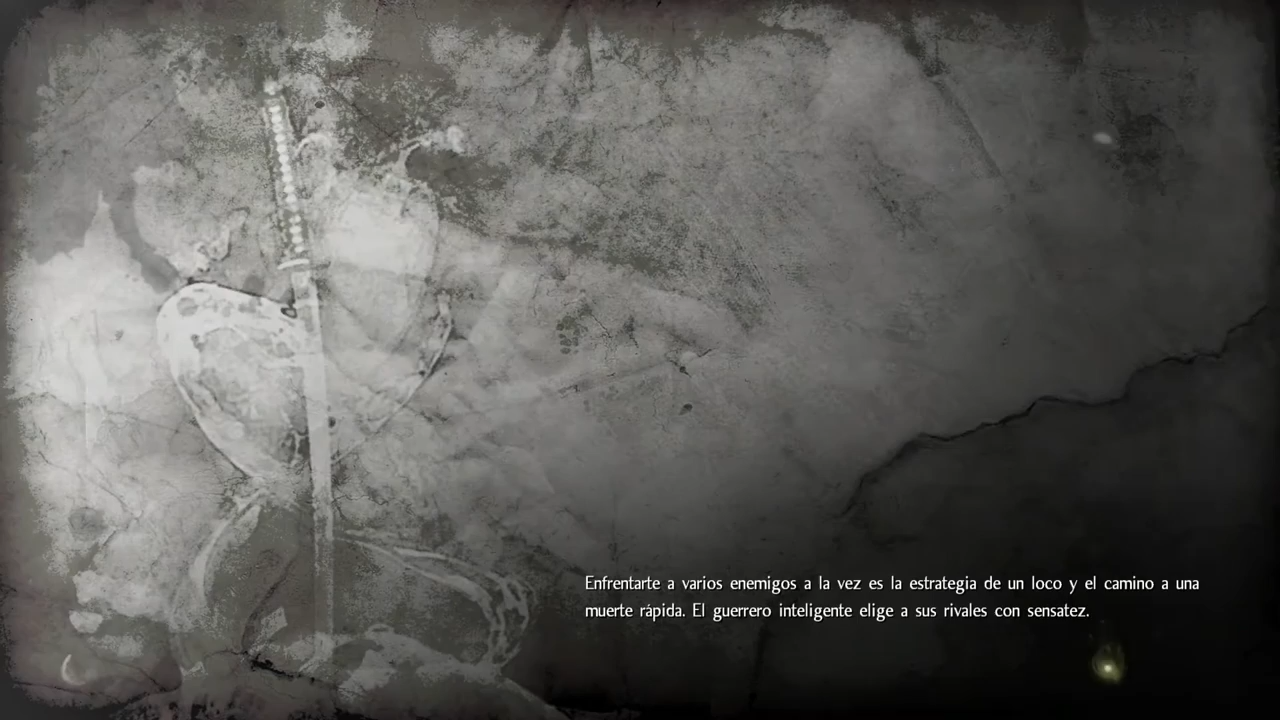 Enfrentarte a varios enemigos a la vez es la estrategia de un loco y el camino a una
muerte rápida. El guerrero inteligente elige a sus rivales con sensatez.